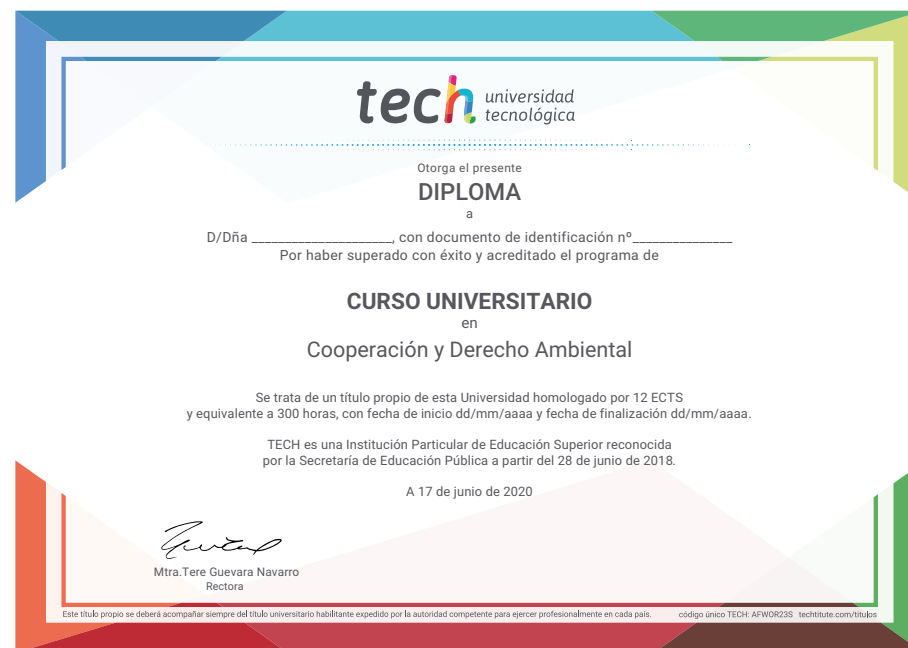 tech universidad
tecnológica
Otorga el presente
DIPLOMA
a
D/Dña _____________________, con documento de identificación nº_______________
Por haber superado con éxito y acreditado el programa de
CURSO UNIVERSITARIO
en
Cooperación y Derecho Ambiental
Se trata de un título propio de esta Universidad homologado por 12 ECTS
y equivalente a 300 horas, con fecha de inicio dd/mm/aaaa y fecha de finalización dd/mm/aaaa.
TECH es una Institución Particular de Educación Superior reconocida
por la Secretaría de Educación Pública a partir del 28 de junio de 2018.
A 17 de junio de 2020
Mtra.Tere Guevara Navarro
Rectora
Este título propio se deberá acompañar siempre del título universitario habilitante expedido por la autoridad competente para ejercer profesionalmente en cada país. código único TECH: AFWOR23S techtitute.com/titulos